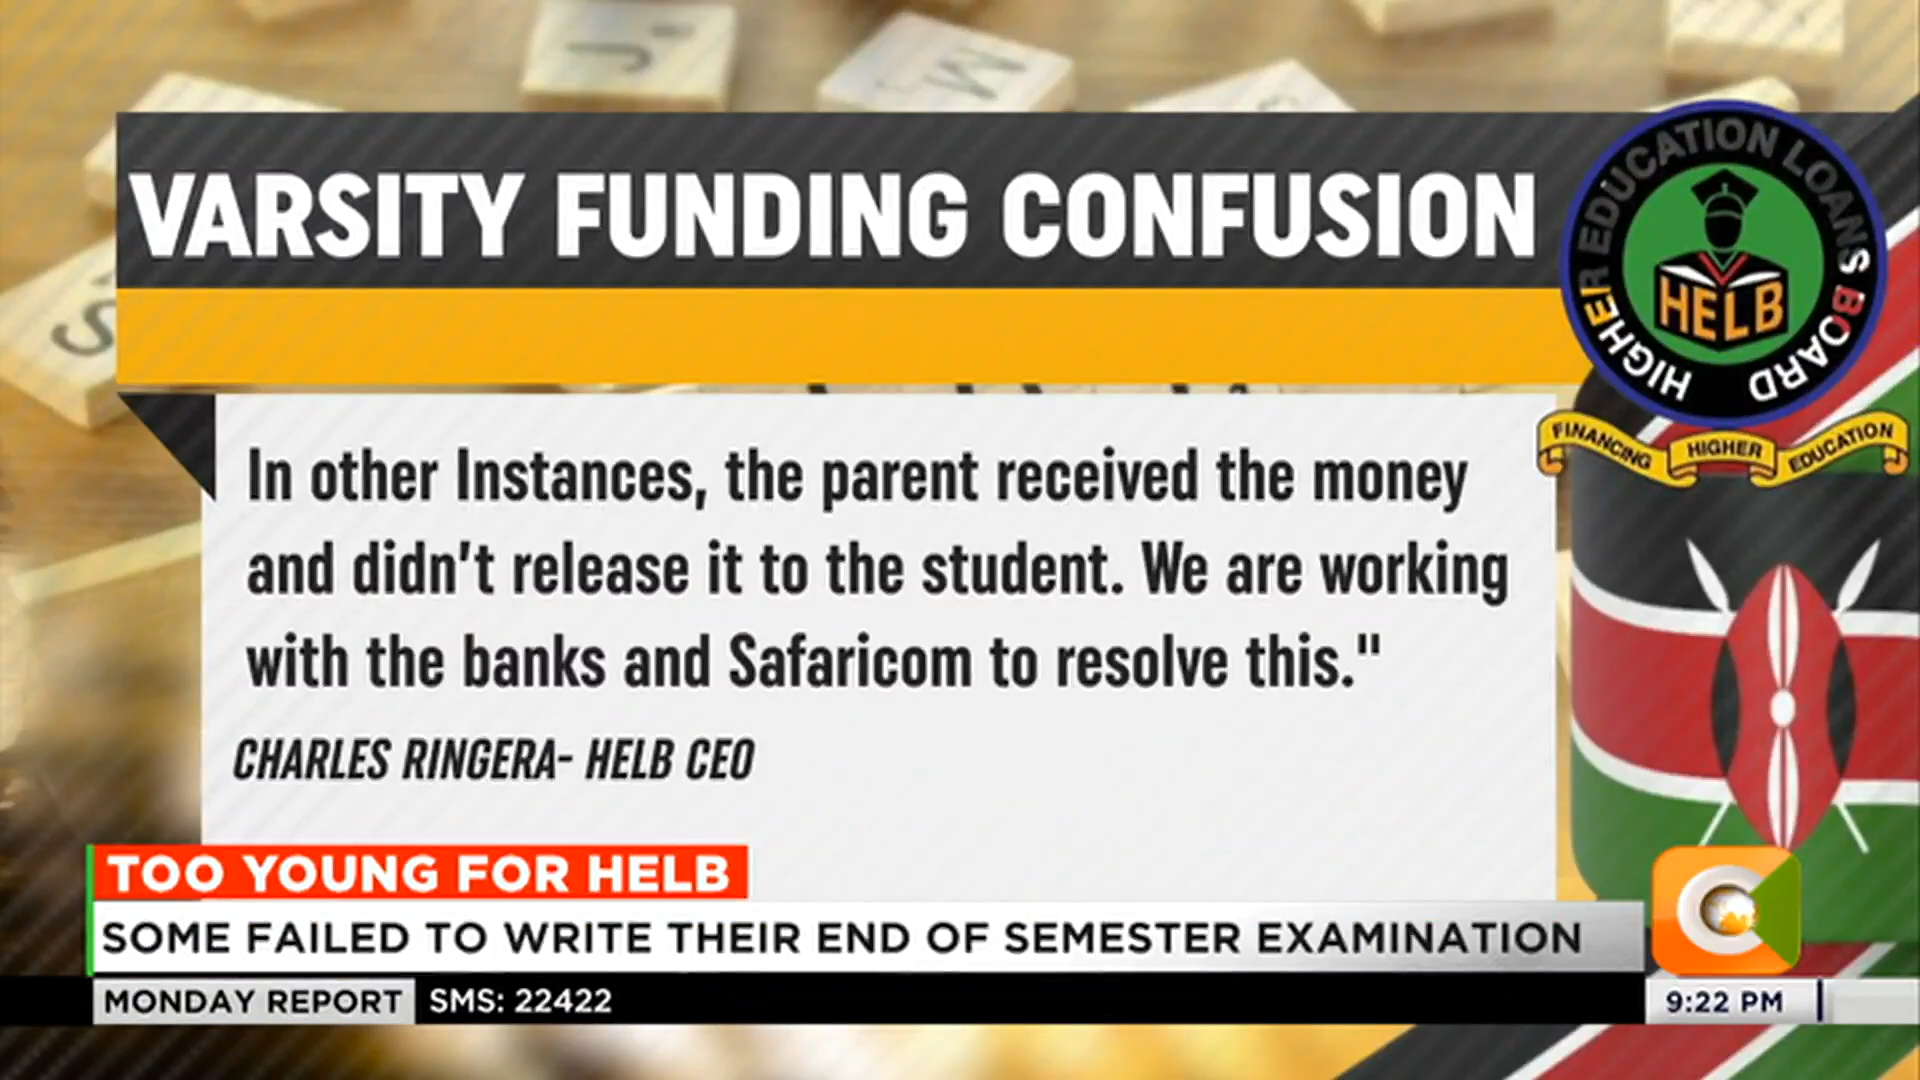 J
M
S
VARSITY FUNDING CONFUSION
HIGHER EDUCATION LOANS BOARD
HELB
FINANCING HIGHER EDUCATION
In other Instances, the parent received the money
and didn't release it to the student. We are working
with the banks and Safaricom to resolve this."
CHARLES RINGERA- HELB CEO
TOO YOUNG FOR HELB
SOME FAILED TO WRITE THEIR END OF SEMESTER EXAMINATION
MONDAY REPORT SMS: 22422
9:22 PM